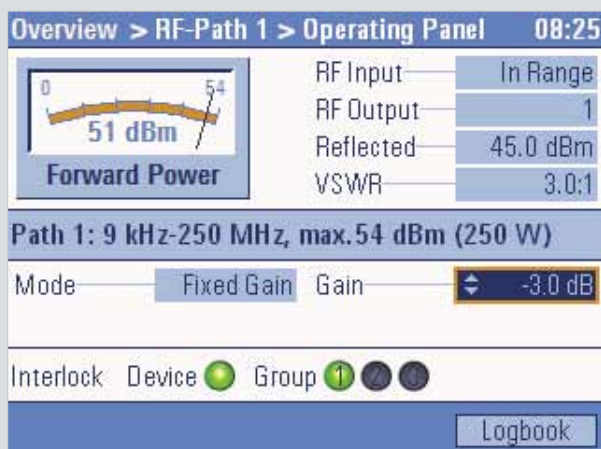 Overview > RF-Path 1 > Operating Panel 08:25
0 54
51 dBm
Forward Power
RF Input In Range
RF Output 1
Reflected 45.0 dBm
VSWR 3.0:1
Path 1: 9 kHz-250 MHz, max. 54 dBm (250 W)
Mode Fixed Gain Gain -3.0 dB
Interlock Device Group 1 2 3
Logbook